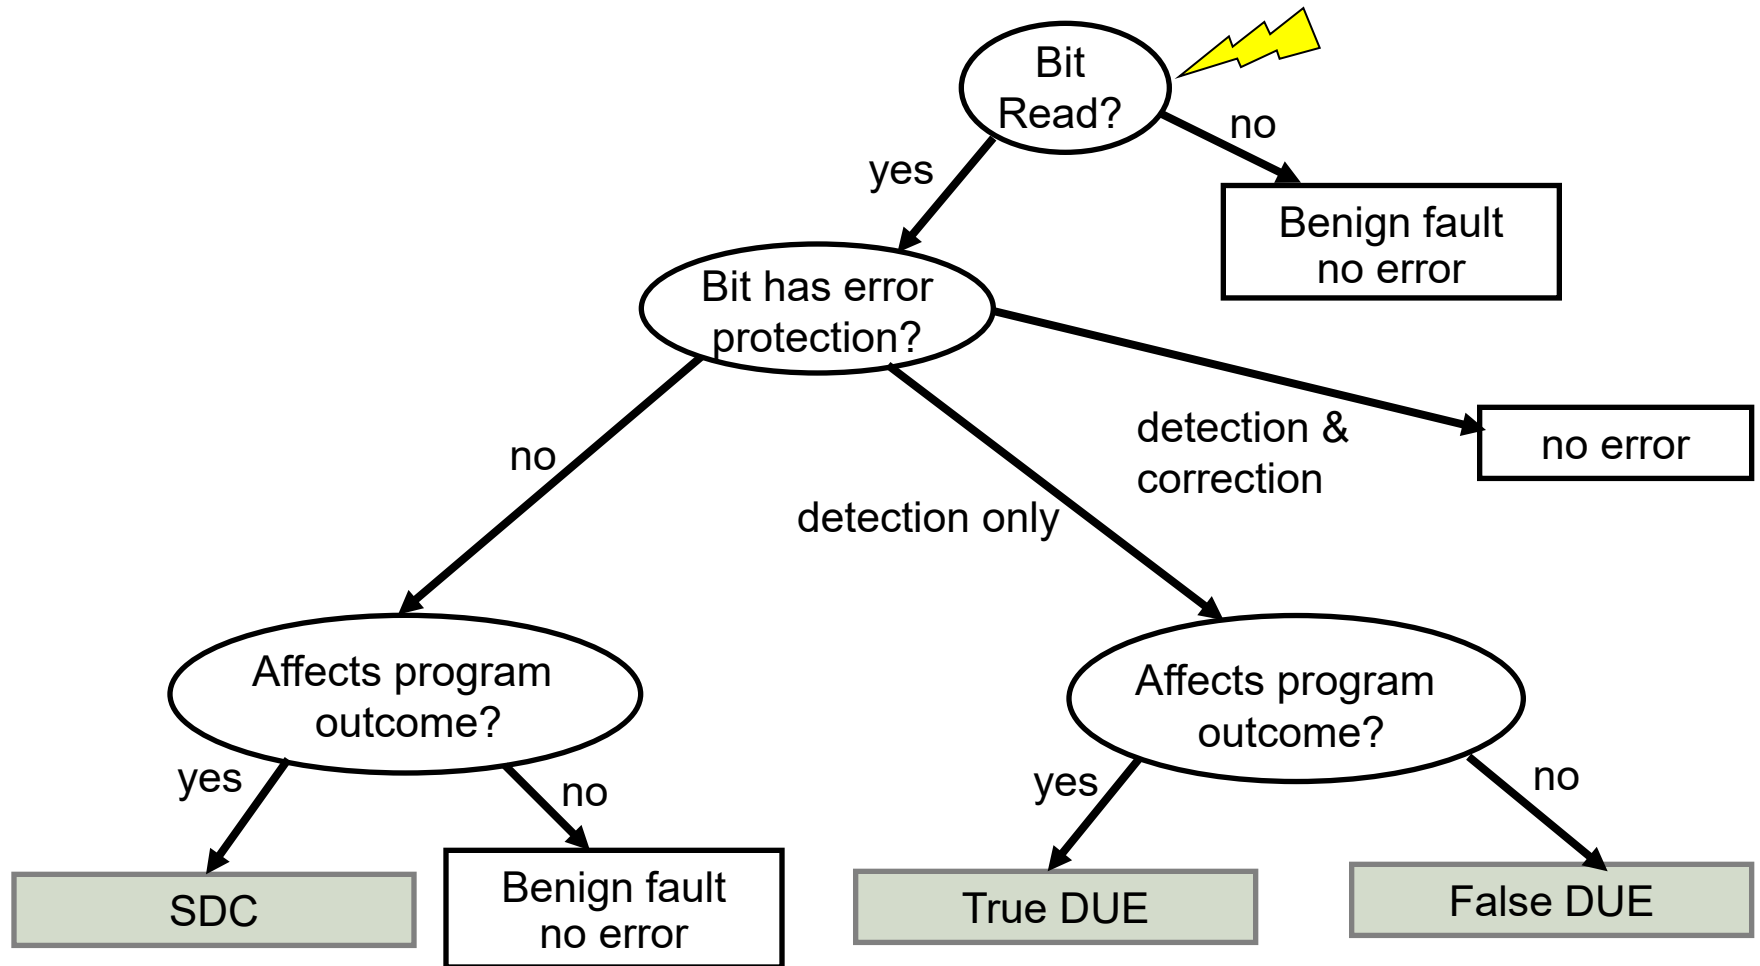 Bit
Read?
no
yes
Benign fault
no error
Bit has error
protection?
detection &
correction
no error
no
detection only
Affects program
outcome?
Affects program
outcome?
yes
no
yes
no
SDC
Benign fault
no error
True DUE
False DUE